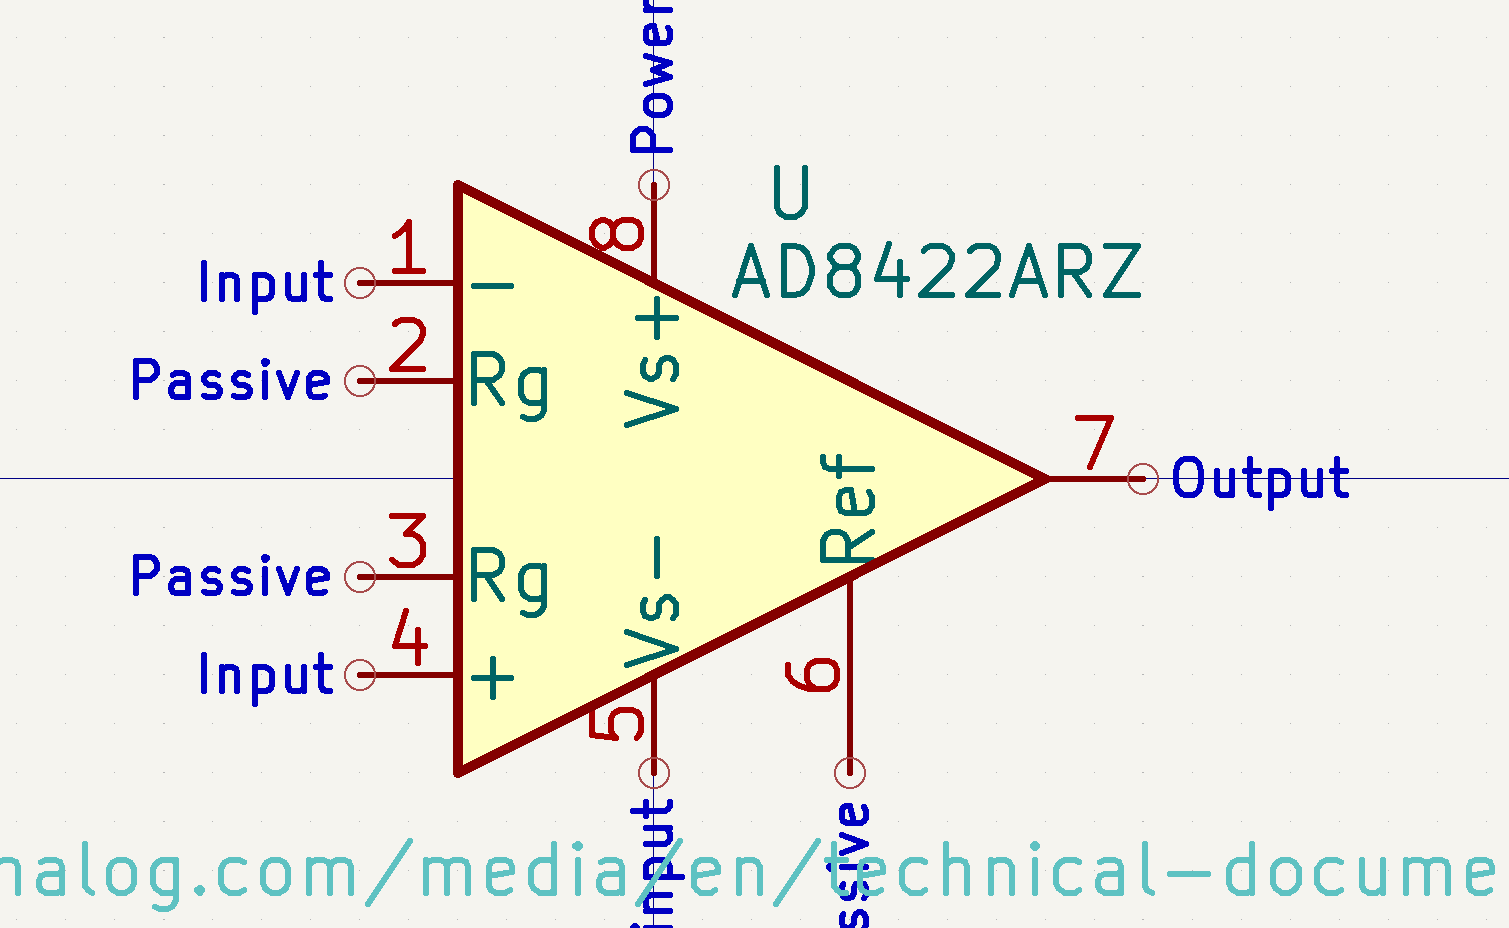 Power
U
AD8422ARZ
8
1
Input
-
2
Passive
Rg
Vs+
7
Output
Ref
3
Passive
Rg
Vs-
4
Input
+
6
5
input
ssive
nalog.com/media/en/technical-docume